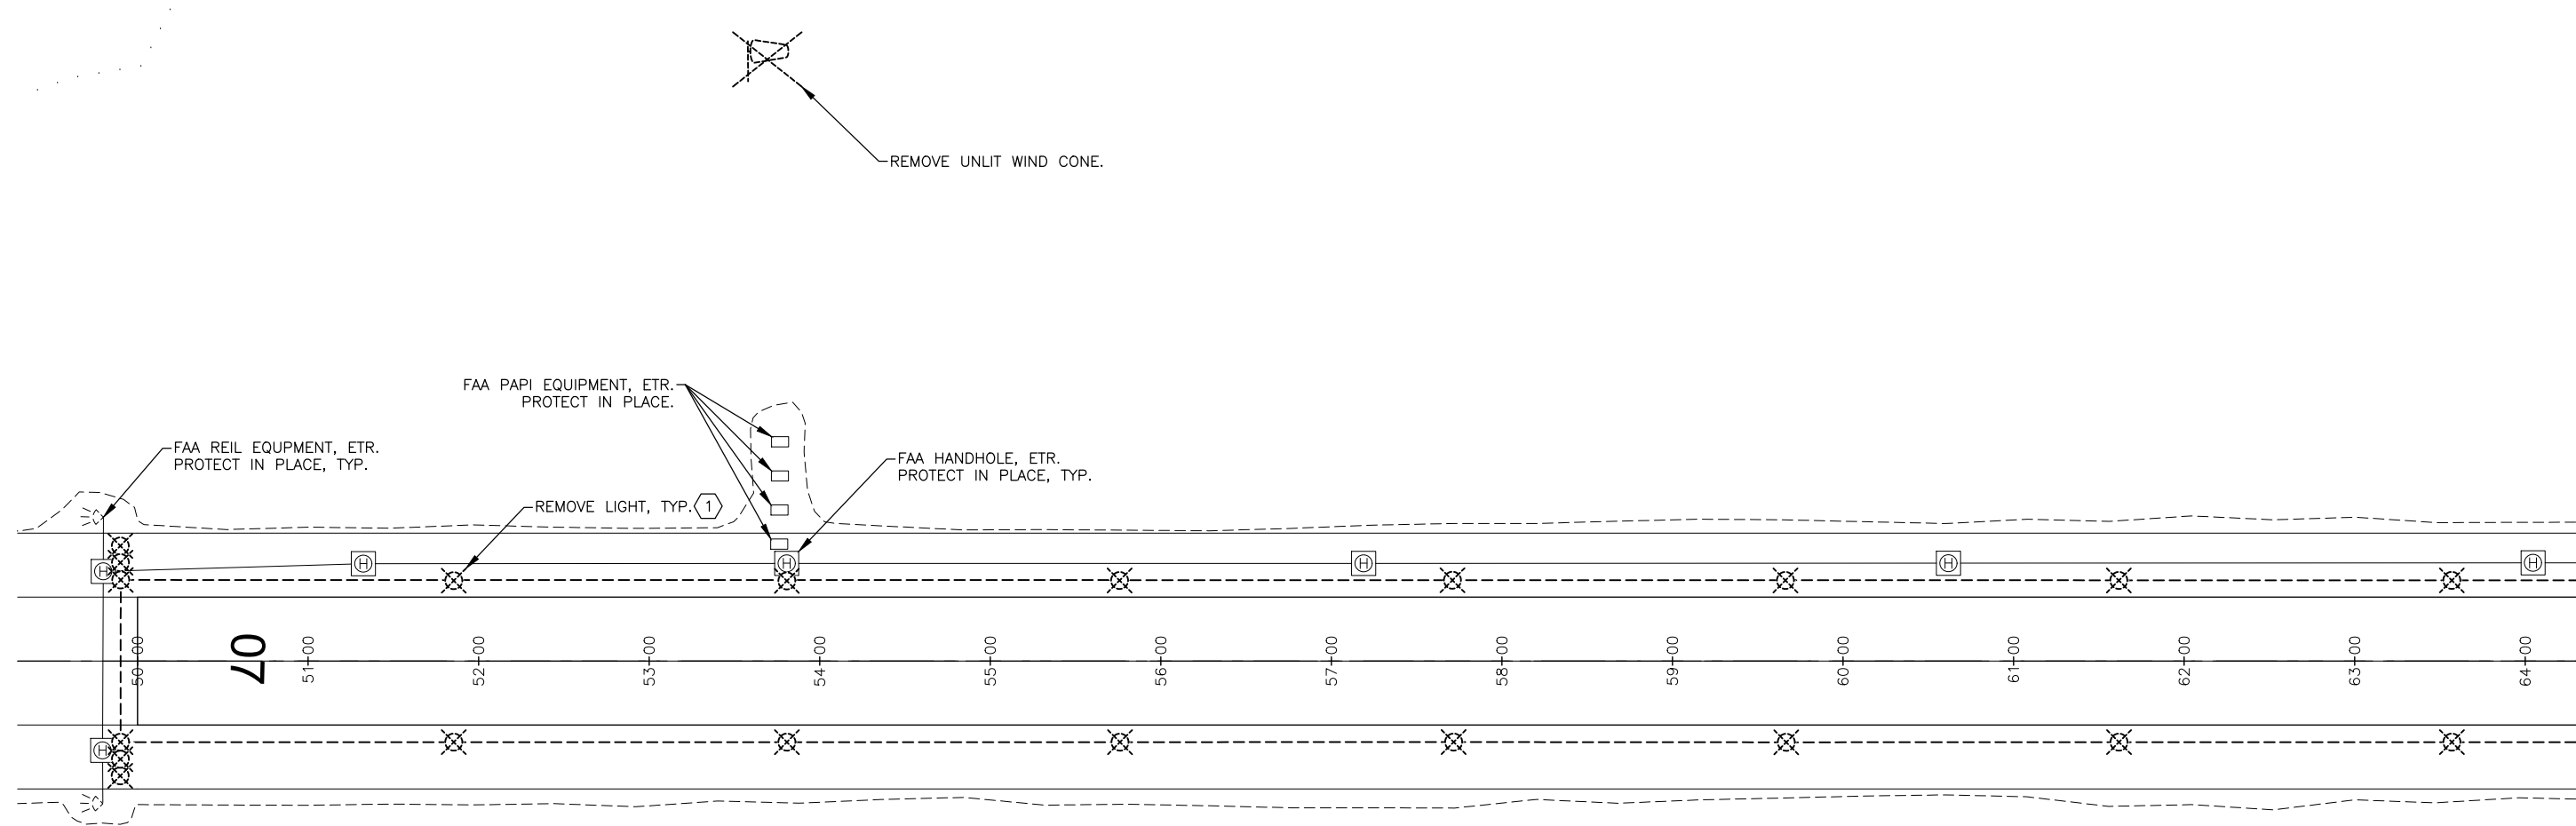 REMOVE UNLIT WIND CONE.
FAA PAPI EQUIPMENT, ETR.
PROTECT IN PLACE.
FAA REIL EQUPMENT, ETR.
PROTECT IN PLACE, TYP.
FAA HANDHOLE, ETR.
PROTECT IN PLACE, TYP.
REMOVE LIGHT, TYP. 1
H
H
H
H
H
H
07
50+00
51+00
52+00
53+00
54+00
55+00
56+00
57+00
58+00
59+00
60+00
61+00
62+00
63+00
64+00
H